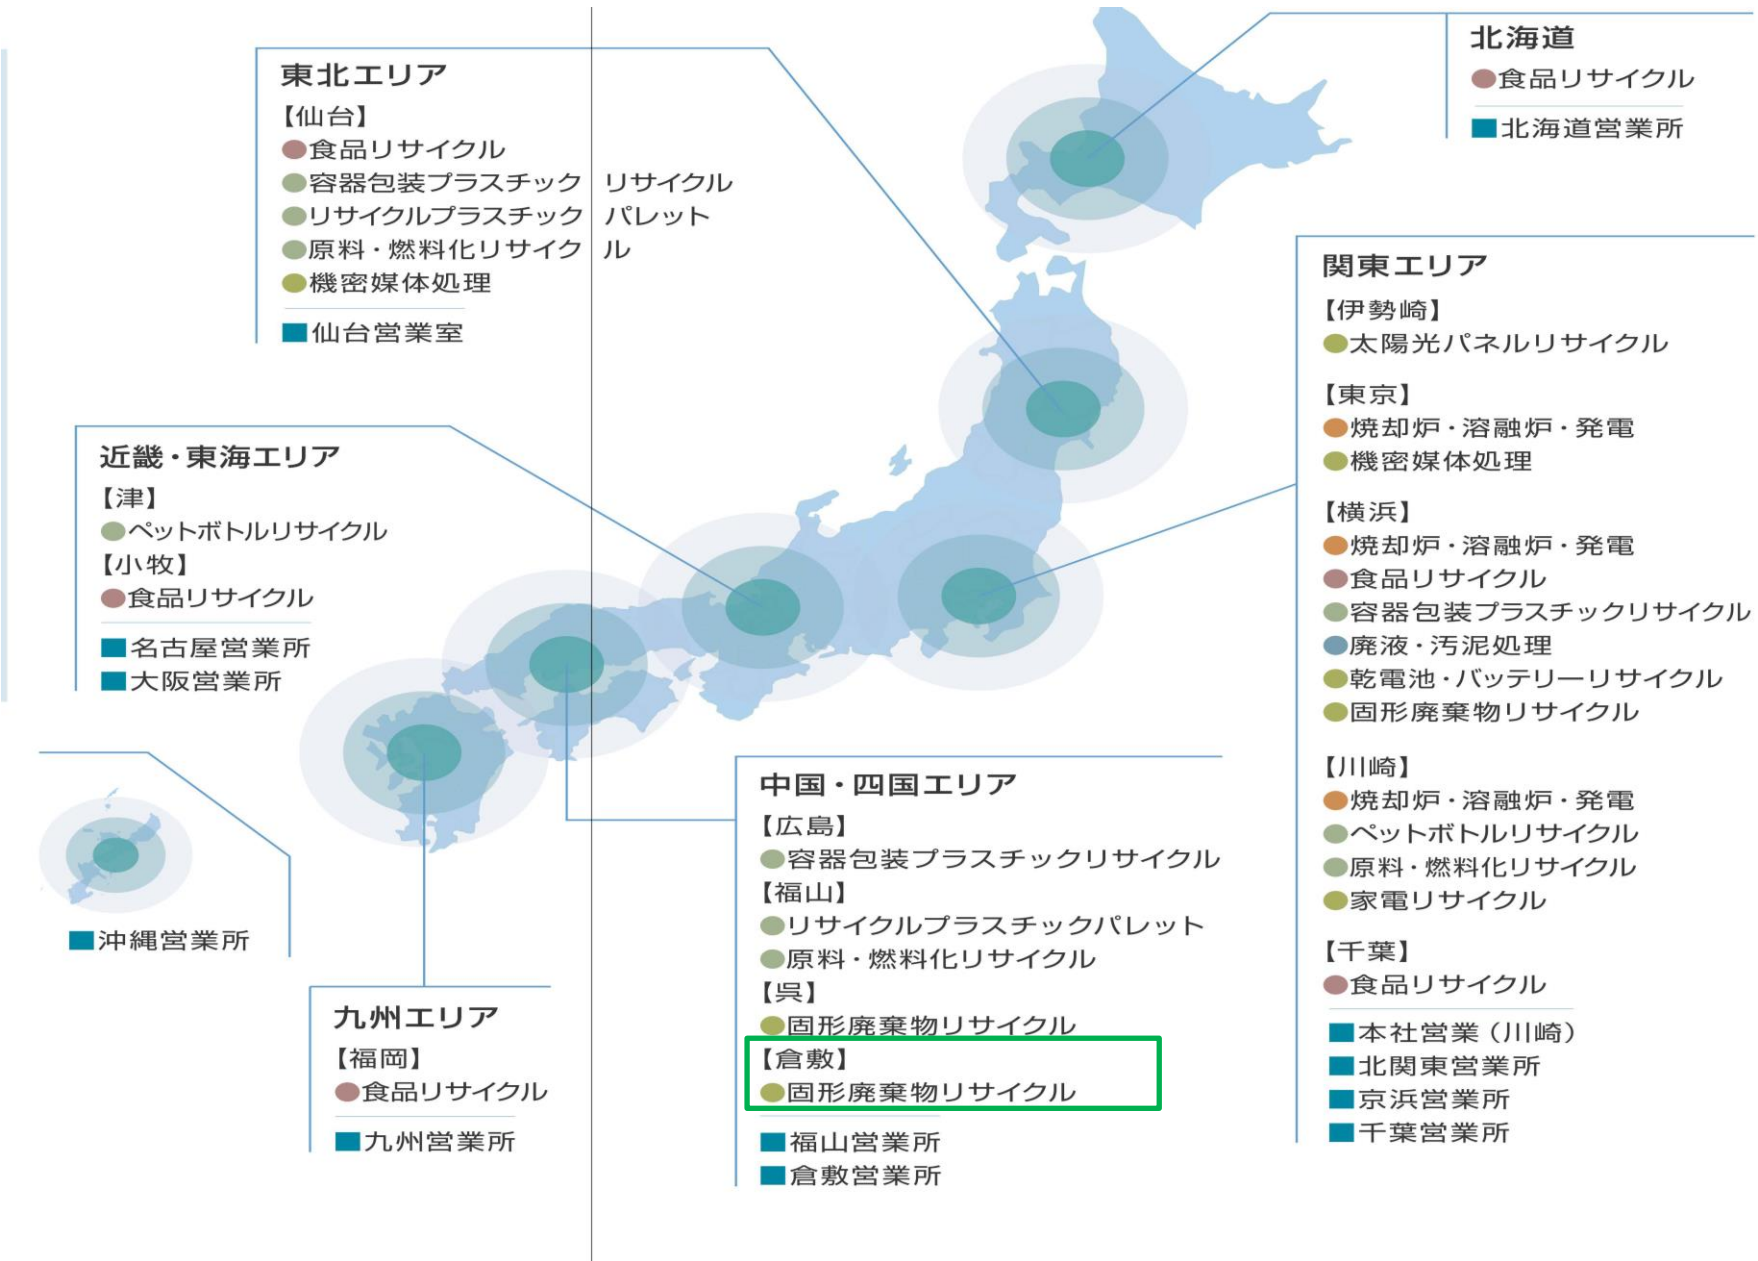 北海道
●食品リサイクル
■北海道営業所
東北エリア
【仙台】
●食品リサイクル
●容器包装プラスチックリサイクル
●リサイクルプラスチックパレット
●原料・燃料化リサイクル
●機密媒体処理
■仙台営業室
関東エリア
【伊勢崎】
●太陽光パネルリサイクル
【東京】
●焼却炉・溶融炉・発電
●機密媒体処理
【横浜】
●焼却炉・溶融炉・発電
●食品リサイクル
●容器包装プラスチックリサイクル
●廃液・汚泥処理
●乾電池・バッテリーリサイクル
●固形廃棄物リサイクル
【川崎】
●焼却炉・溶融炉・発電
●ペットボトルリサイクル
●原料・燃料化リサイクル
●家電リサイクル
【千葉】
●食品リサイクル
■本社営業（川崎）
■北関東営業所
■京浜営業所
■千葉営業所
近畿・東海エリア
【津】
●ペットボトルリサイクル
【小牧】
●食品リサイクル
■名古屋営業所
■大阪営業所
中国・四国エリア
【広島】
●容器包装プラスチックリサイクル
【福山】
●リサイクルプラスチックパレット
●原料・燃料化リサイクル
【呉】
●固形廃棄物リサイクル
【倉敷】
●固形廃棄物リサイクル
■福山営業所
■倉敷営業所
九州エリア
【福岡】
●食品リサイクル
■九州営業所
■沖縄営業所